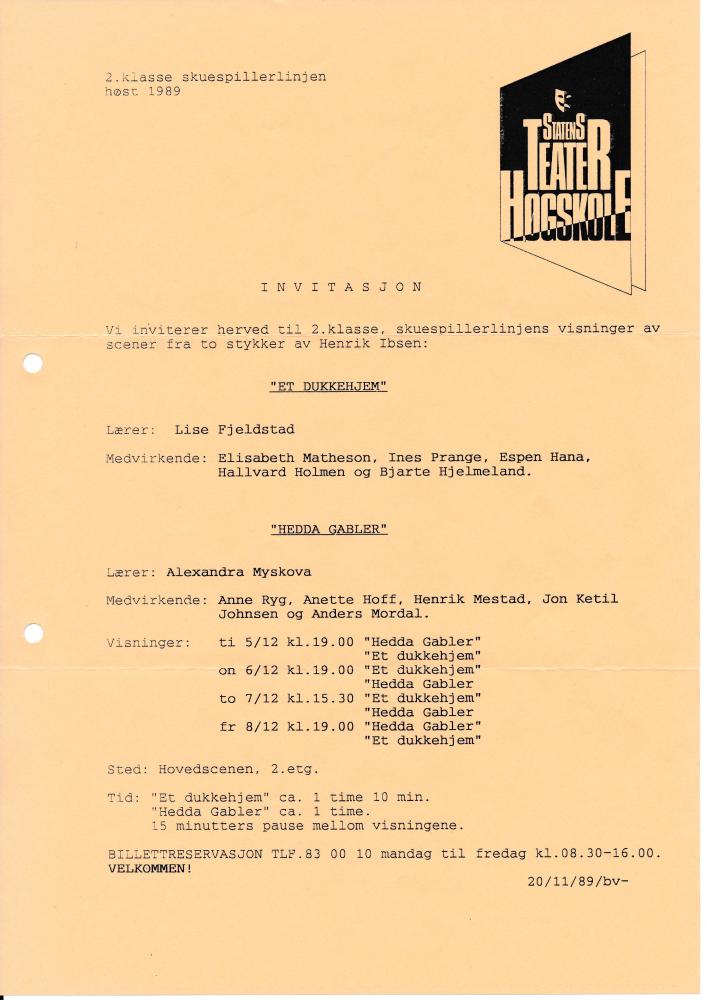 2.klasse skuespillerlinjen
høst 1989
STATENS
TEATER
HØGSKOLE
I N V I T A S J O N
Vi inviterer herved til 2.klasse, skuespillerlinjens visninger av
scener fra to stykker av Henrik Ibsen:
"ET DUKKEHJEM"
Lærer: Lise Fjeldstad
Medvirkende: Elisabeth Matheson, Ines Prange, Espen Hana,
Hallvard Holmen og Bjarte Hjelmeland.
"HEDDA GABLER"
Lærer: Alexandra Myskova
Medvirkende: Anne Ryg, Anette Hoff, Henrik Mestad, Jon Ketil
Johnsen og Anders Mordal.
Visninger: ti 5/12 kl.19.00 "Hedda Gabler"
"Et dukkehjem"
on 6/12 kl.19.00 "Et dukkehjem"
"Hedda Gabler
to 7/12 kl.15.30 "Et dukkehjem"
"Hedda Gabler
fr 8/12 kl.19.00 "Hedda Gabler"
"Et dukkehjem"
Sted: Hovedscenen, 2.etg.
Tid: "Et dukkehjem" ca. 1 time 10 min.
"Hedda Gabler" ca. 1 time.
15 minutters pause mellom visningene.
BILLETTRESERVASJON TLF.83 00 10 mandag til fredag kl.08.30-16.00.
VELKOMMEN!
20/11/89/bv-